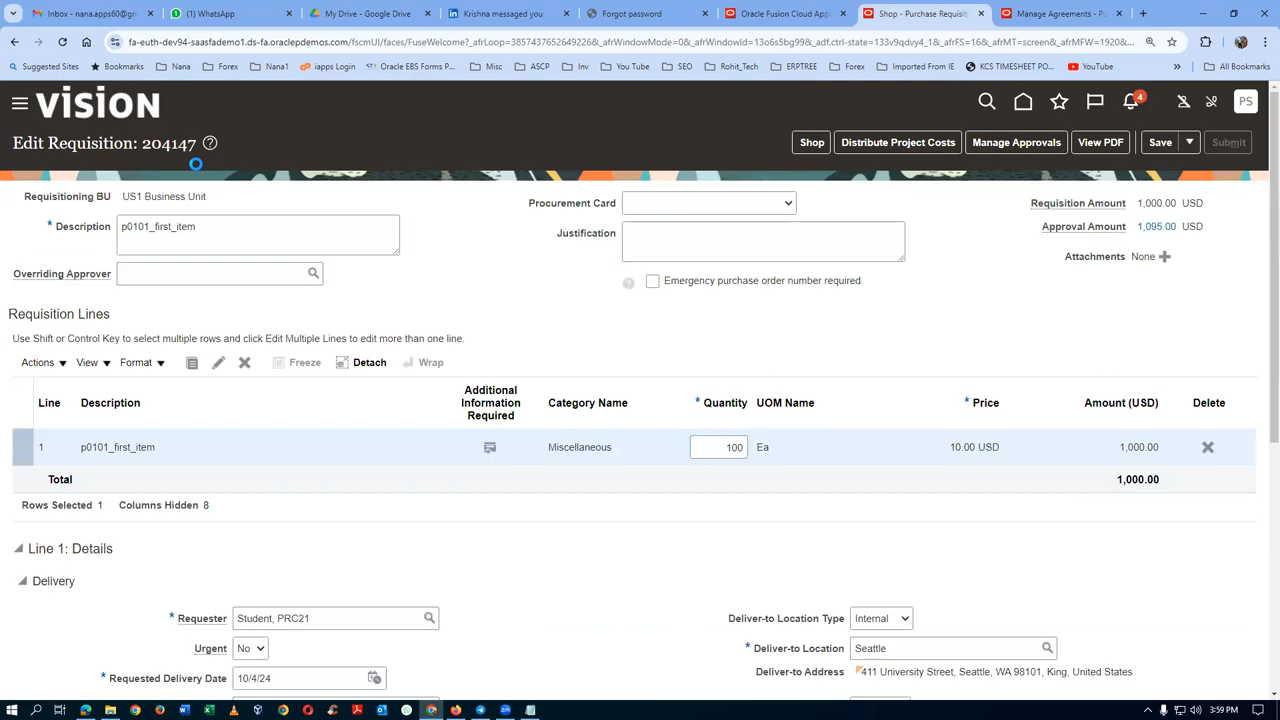 nana.apps60@gm
(1) WhatsApp
My Drive - Google Drive
Krishna messaged you
Forgot password
Oracle Fusion Cloud App
Shop - Purchase Requisiti
Manage Agreements - Pu
fa-euth-dev94-saasfademo1.ds-fa.oraclepdemos.com/fscmUI/faces/FuseWelcome?_afrLoop=3857437652649226&_afrWindowMode=0&_afrWindowId=13o6s5bg99&_adf.ctrl-state=133v9qdvy4_1&_afrFS=16&_afrMT=screen&_afrMFW=1920&_afrMF...
Suggested Sites
Bookmarks
Nana
Forex
Nana1
iapps Login
Oracle EBS Forms P...
Misc
ASCP
Inv
You Tube
SEO
Rohit_Tech
ERPTREE
Forex
Imported From IE
KCS TIMESHEET PO...
YouTube
»
All Bookmarks
VISION
4
PS
Edit Requisition: 204147
Shop
Distribute Project Costs
Manage Approvals
View PDF
Save
Submit
Requisitioning BU US1 Business Unit
* Description p0101_first_item
Overriding Approver
Procurement Card
Justification
Emergency purchase order number required
Requisition Amount 1,000.00 USD
Approval Amount 1,095.00 USD
Attachments None
Requisition Lines
Use Shift or Control Key to select multiple rows and click Edit Multiple Lines to edit more than one line.
Actions View Format Freeze Detach Wrap
Line Description Additional Information Required Category Name * Quantity UOM Name * Price Amount (USD) Delete
1 p0101_first_item Miscellaneous 100 Ea 10.00 USD 1,000.00
Total 1,000.00
Rows Selected 1 Columns Hidden 8
Line 1: Details
Delivery
* Requester Student, PRC21
Urgent No
* Requested Delivery Date 10/4/24
Deliver-to Location Type Internal
* Deliver-to Location Seattle
Deliver-to Address 411 University Street, Seattle, WA 98101, King, United States
3:59 PM